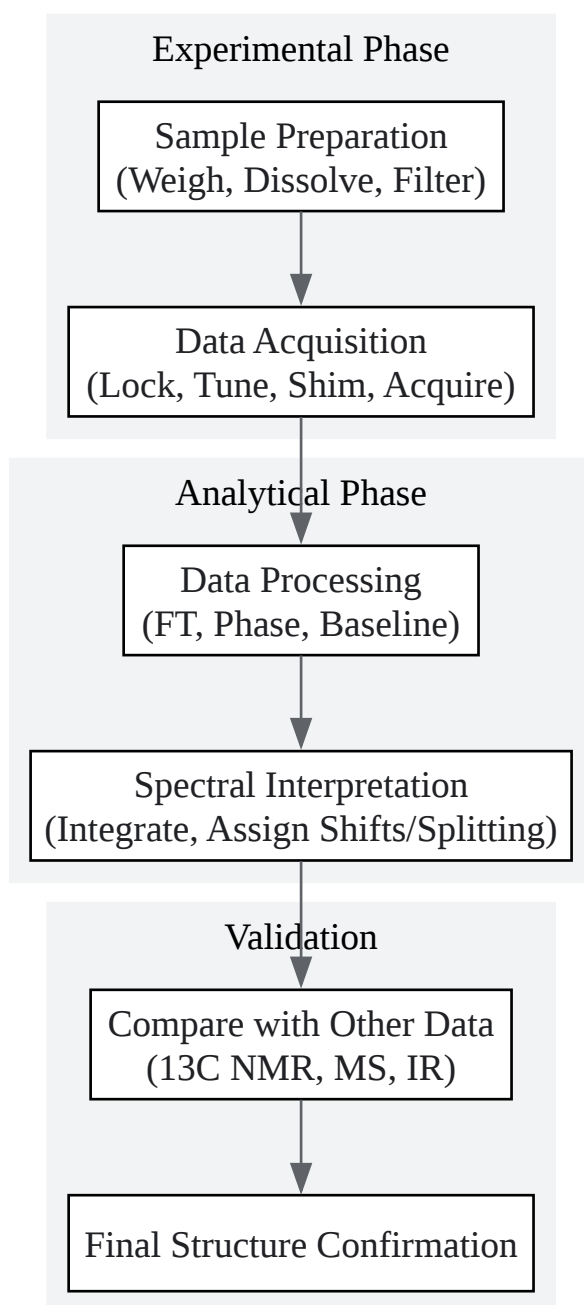 Experimental Phase
Sample Preparation
(Weigh, Dissolve, Filter)
Data Acquisition
(Lock, Tune, Shim, Acquire)
Analytical Phase
Data Processing
(FT, Phase, Baseline)
Spectral Interpretation
(Integrate, Assign Shifts/Splitting)
Validation
Compare with Other Data
(13C NMR, MS, IR)
Final Structure Confirmation